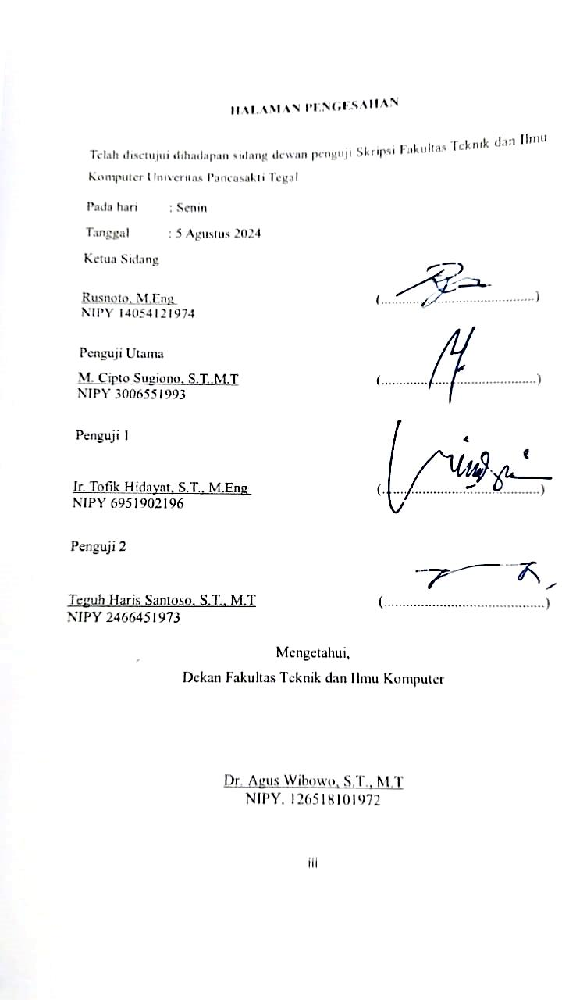 HALAMAN PENGESAHAN
Telah disetujui dihadapan sidang dewan penguji Skripsi Fakultas Teknik dan Ilmu
Komputer Univeritas Pancasakti Tegal
Pada hari : Senin
Tanggal : 5 Agustus 2024
Ketua Sidang
Rusnoto, M.Eng (..................................................)
NIPY 14054121974
Penguji Utama
M. Cipto Sugiono, S.T..M.T (..................................................)
NIPY 3006551993
Penguji 1
Ir. Tofik Hidayat, S.T., M.Eng (..................................................)
NIPY 6951902196
Penguji 2
Teguh Haris Santoso, S.T., M.T (..................................................)
NIPY 2466451973
Mengetahui,
Dekan Fakultas Teknik dan Ilmu Komputer
Dr. Agus Wibowo, S.T., M.T
NIPY. 126518101972
iii